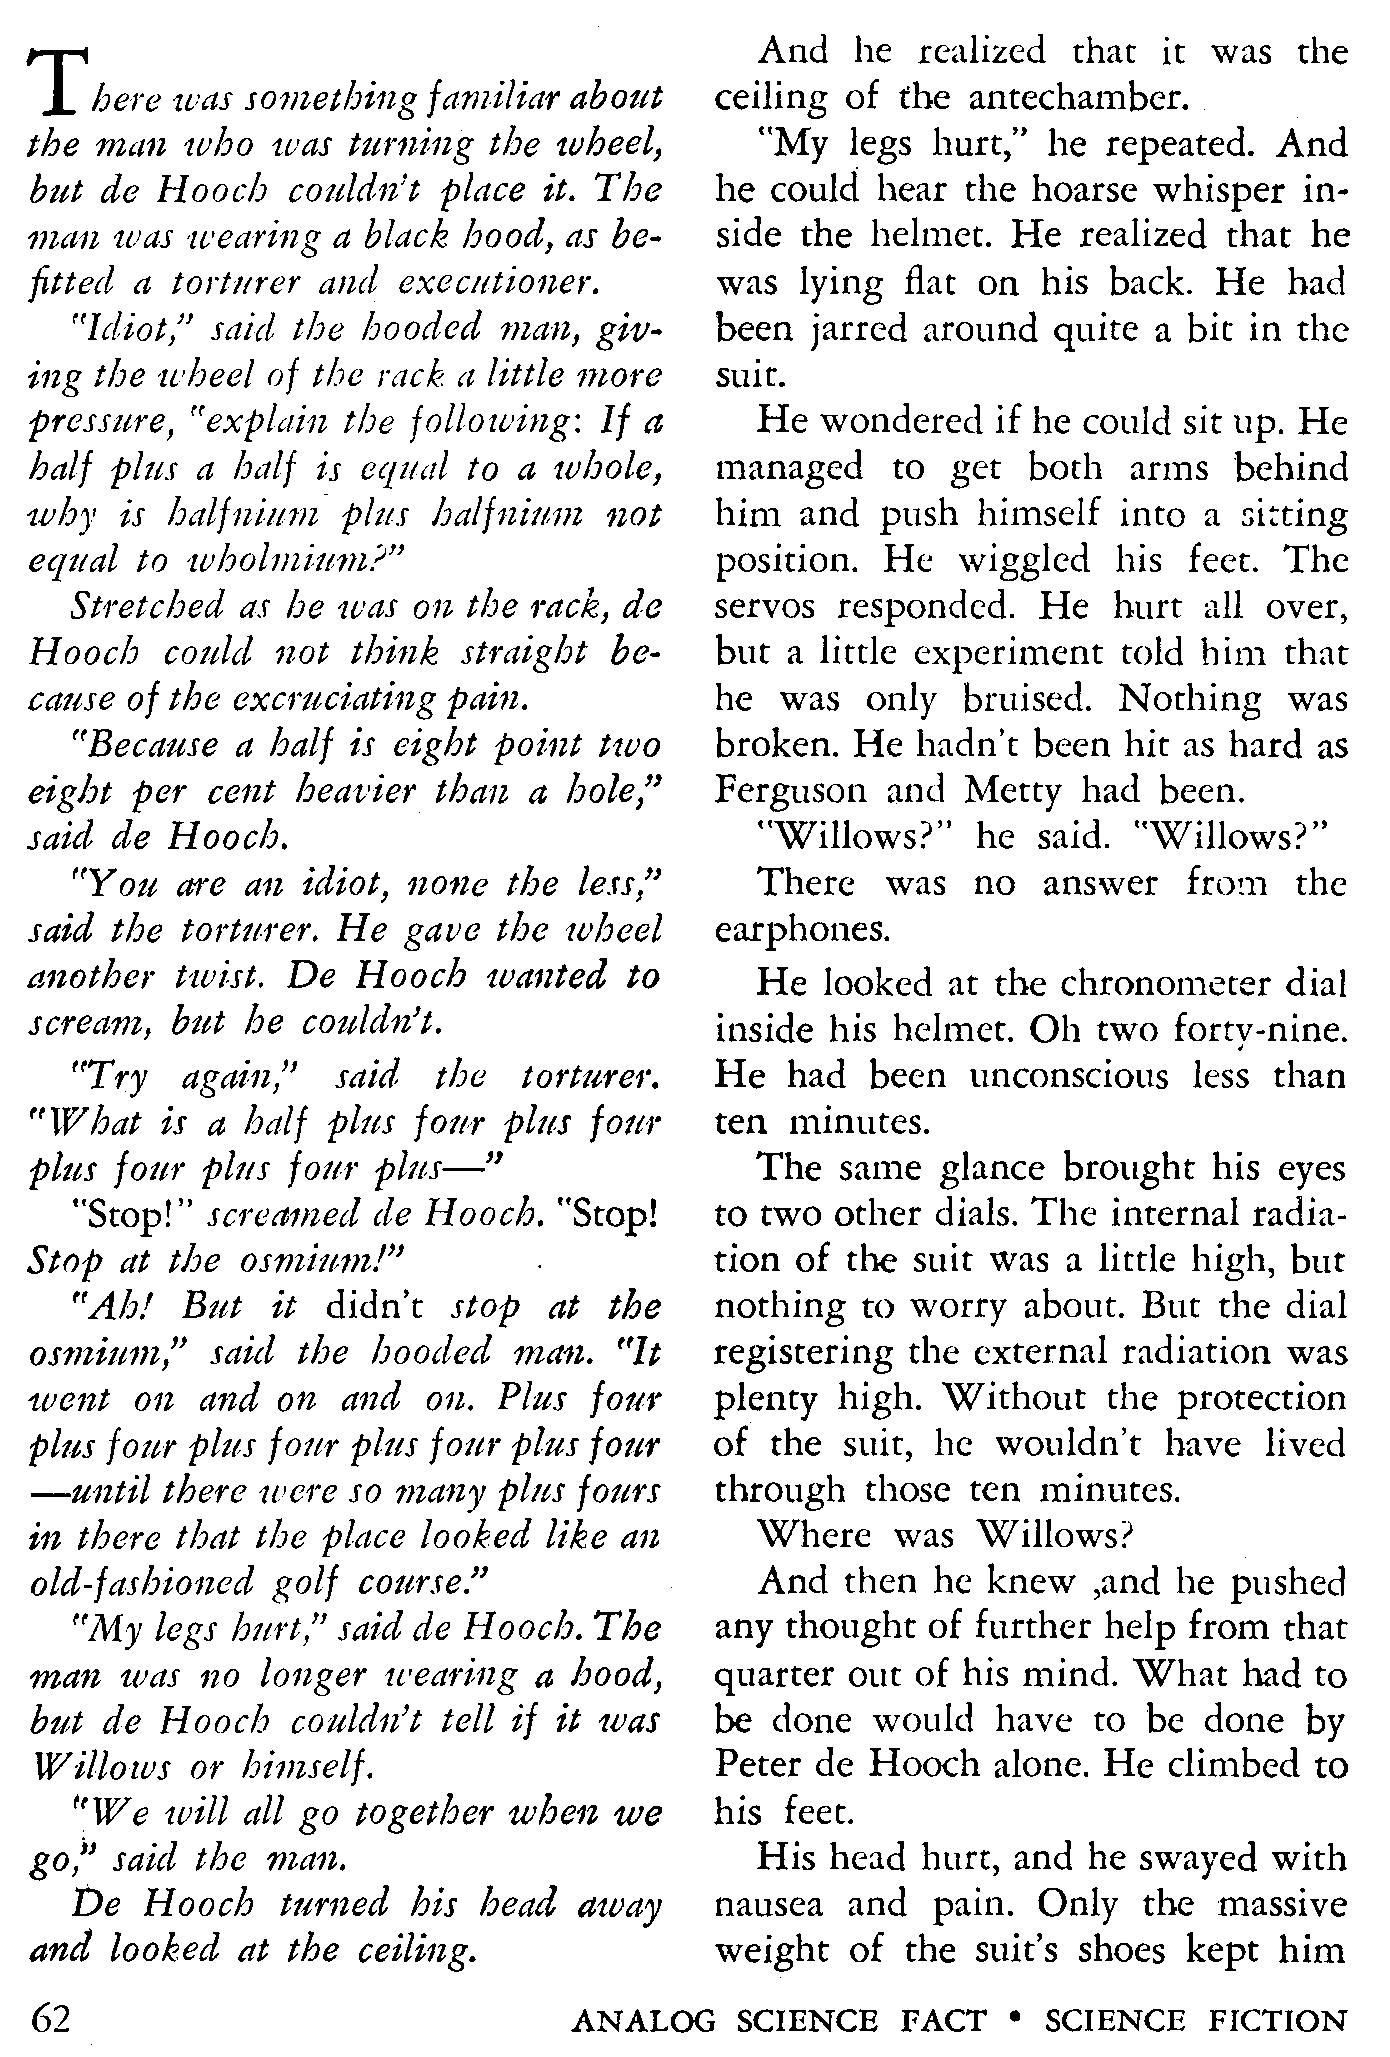 There was something familiar about
the man who was turning the wheel,
but de Hooch couldn't place it. The
man was wearing a black hood, as be-
fitted a torturer and executioner.
"Idiot," said the hooded man, giv-
ing the wheel of the rack a little more
pressure, "explain the following: If a
half plus a half is equal to a whole,
why is halfnium plus halfnium not
equal to wholmium?"
Stretched as he was on the rack, de
Hooch could not think straight be-
cause of the excruciating pain.
"Because a half is eight point two
eight per cent heavier than a hole,"
said de Hooch.
"You are an idiot, none the less,"
said the torturer. He gave the wheel
another twist. De Hooch wanted to
scream, but he couldn't.
"Try again," said the torturer.
"What is a half plus four plus four
plus four plus four plus—"
"Stop!" screamed de Hooch. "Stop!
Stop at the osmium!"
"Ah! But it didn't stop at the
osmium," said the hooded man. "It
went on and on and on. Plus four
plus four plus four plus four plus four
—until there were so many plus fours
in there that the place looked like an
old-fashioned golf course."
"My legs hurt," said de Hooch. The
man was no longer wearing a hood,
but de Hooch couldn't tell if it was
Willows or himself.
"We will all go together when we
go," said the man.
De Hooch turned his head away
and looked at the ceiling.
And he realized that it was the
ceiling of the antechamber.
"My legs hurt," he repeated. And
he could hear the hoarse whisper in-
side the helmet. He realized that he
was lying flat on his back. He had
been jarred around quite a bit in the
suit.
He wondered if he could sit up. He
managed to get both arms behind
him and push himself into a sitting
position. He wiggled his feet. The
servos responded. He hurt all over,
but a little experiment told him that
he was only bruised. Nothing was
broken. He hadn't been hit as hard as
Ferguson and Metty had been.
"Willows?" he said. "Willows?"
There was no answer from the
earphones.
He looked at the chronometer dial
inside his helmet. Oh two forty-nine.
He had been unconscious less than
ten minutes.
The same glance brought his eyes
to two other dials. The internal radia-
tion of the suit was a little high, but
nothing to worry about. But the dial
registering the external radiation was
plenty high. Without the protection
of the suit, he wouldn't have lived
through those ten minutes.
Where was Willows?
And then he knew ,and he pushed
any thought of further help from that
quarter out of his mind. What had to
be done would have to be done by
Peter de Hooch alone. He climbed to
his feet.
His head hurt, and he swayed with
nausea and pain. Only the massive
weight of the suit's shoes kept him
62
ANALOG SCIENCE FACT • SCIENCE FICTION